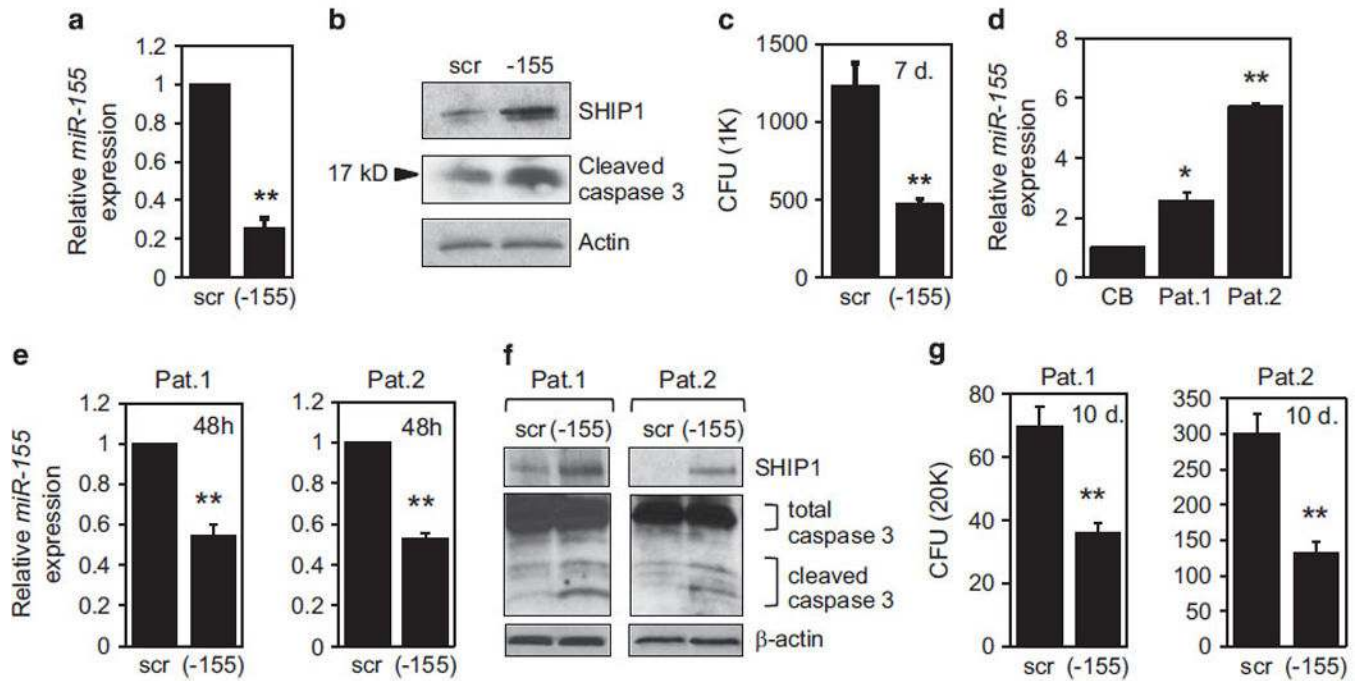 a
Relative miR-155
expression
1.2
1
0.8
0.6
0.4
0.2
0
**
scr (-155)
b
scr -155
SHIP1
17 kD
Cleaved
caspase 3
Actin
c
CFU (1K)
1500
1000
500
0
7 d.
**
scr (-155)
d
Relative miR-155
expression
8
6
4
2
0
*
**
CB Pat.1 Pat.2
e
Relative miR-155
expression
Pat.1
1.2
1
0.8
0.6
0.4
0.2
0
48h
**
scr (-155)
Pat.2
1.2
1
0.8
0.6
0.4
0.2
0
48h
**
scr (-155)
f
Pat.1 Pat.2
scr (-155) scr (-155)
SHIP1
total
caspase 3
cleaved
caspase 3
β-actin
g
CFU (20K)
Pat.1
80
60
40
60
0
10 d.
**
scr (-155)
Pat.2
350
300
250
200
150
100
50
0
10 d.
**
scr (-155)